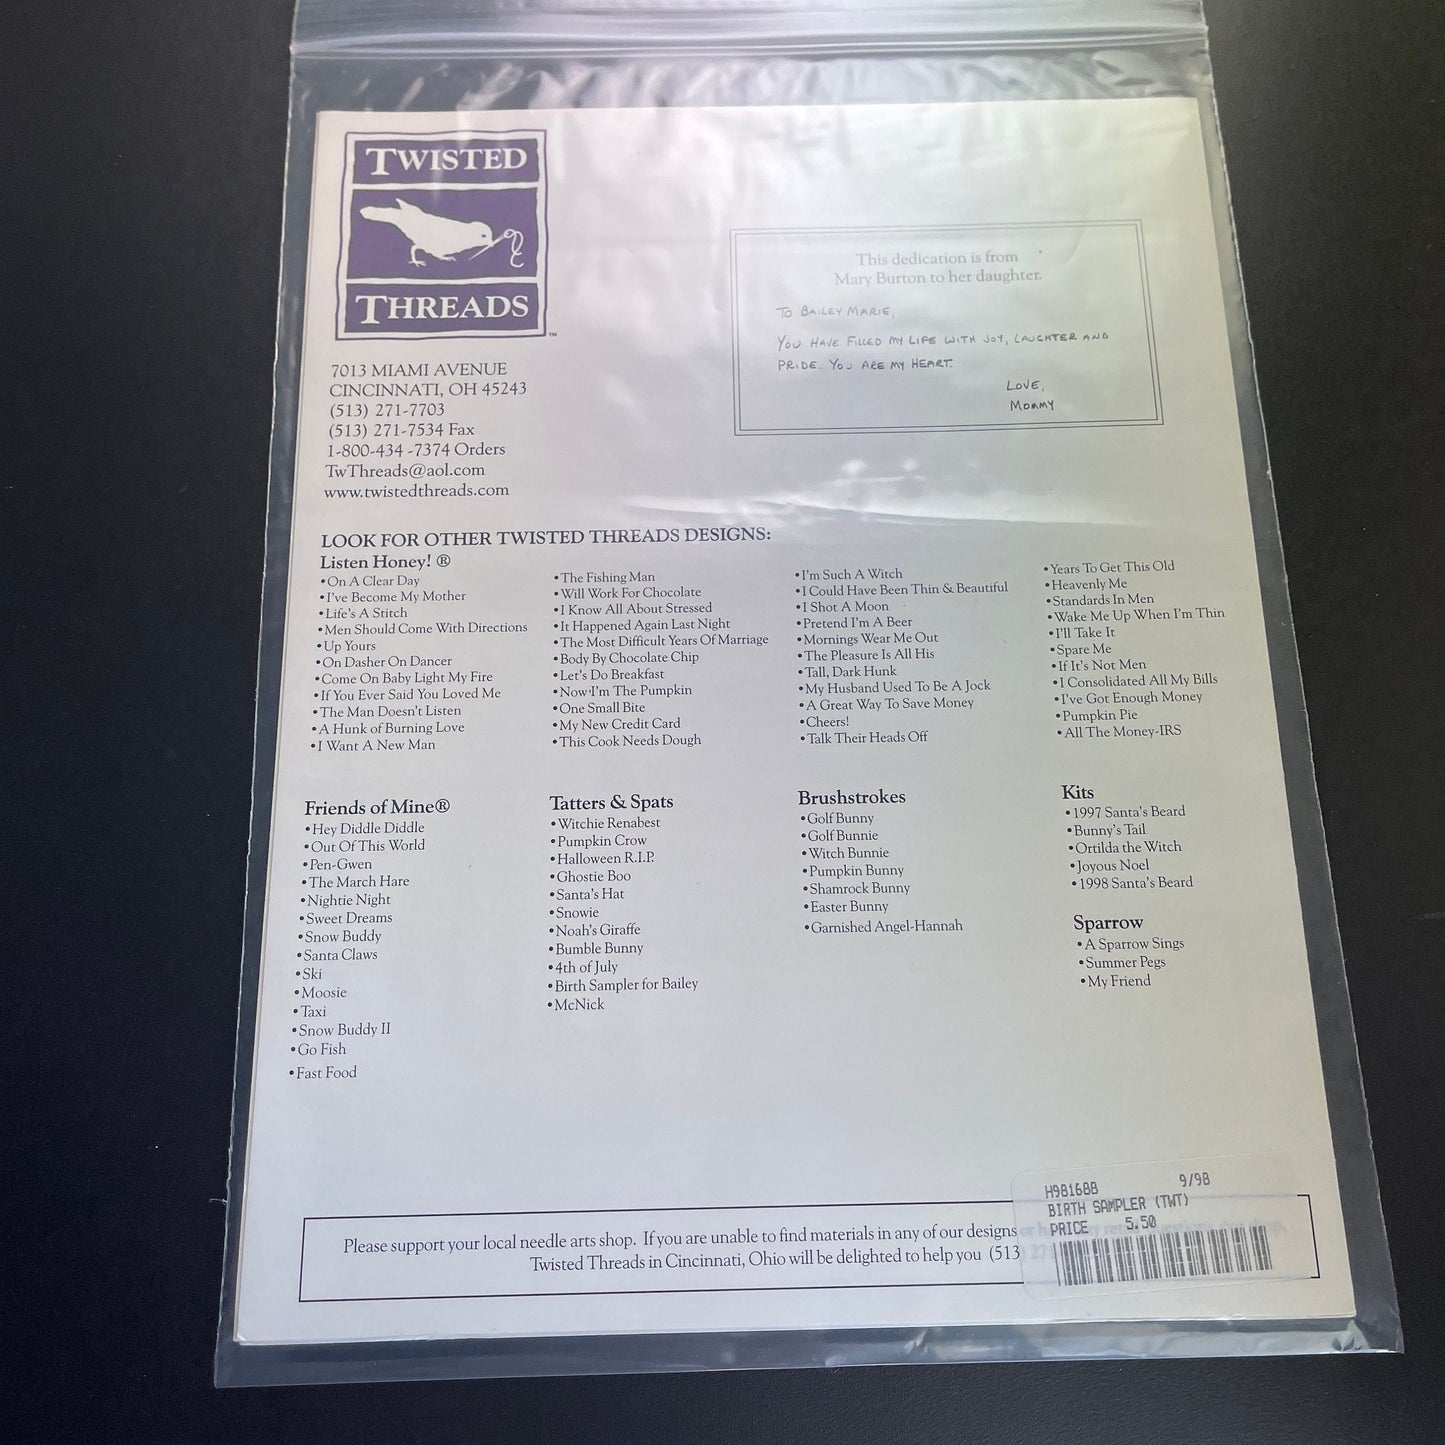 TWISTED
THREADS
™
7013 MIAMI AVENUE
CINCINNATI, OH 45243
(513) 271-7703
(513) 271-7534 Fax
1-800-434 -7374 Orders
TwThreads@aol.com
www.twistedthreads.com
This dedication is from
Mary Burton to her daughter.
TO BAILEY MARIE,
YOU HAVE FILLED MY LIFE WITH JOY, LAUGHTER AND
PRIDE. YOU ARE MY HEART.
LOVE,
MOMMY
LOOK FOR OTHER TWISTED THREADS DESIGNS:
Listen Honey! ®
•On A Clear Day
•I've Become My Mother
•Life's A Stitch
•Men Should Come With Directions
•Up Yours
•On Dasher On Dancer
•Come On Baby Light My Fire
•If You Ever Said You Loved Me
•The Man Doesn't Listen
•A Hunk of Burning Love
•I Want A New Man
•The Fishing Man
•Will Work For Chocolate
•I Know All About Stressed
•It Happened Again Last Night
•The Most Difficult Years Of Marriage
•Body By Chocolate Chip
•Let's Do Breakfast
•Now I'm The Pumpkin
•One Small Bite
•My New Credit Card
•This Cook Needs Dough
•I'm Such A Witch
•I Could Have Been Thin & Beautiful
•I Shot A Moon
•Pretend I'm A Beer
•Mornings Wear Me Out
•The Pleasure Is All His
•Tall, Dark Hunk
•My Husband Used To Be A Jock
•A Great Way To Save Money
•Cheers!
•Talk Their Heads Off
•Years To Get This Old
•Heavenly Me
•Standards In Men
•Wake Me Up When I'm Thin
•I'll Take It
•Spare Me
•If It's Not Men
•I Consolidated All My Bills
•I've Got Enough Money
•Pumpkin Pie
•All The Money-IRS
Friends of Mine®
•Hey Diddle Diddle
•Out Of This World
•Pen-Gwen
•The March Hare
•Nightie Night
•Sweet Dreams
•Snow Buddy
•Santa Claws
•Ski
•Moosie
•Taxi
•Snow Buddy II
•Go Fish
•Fast Food
Tatters & Spats
•Witchie Renabest
•Pumpkin Crow
•Halloween R.I.P.
•Ghostie Boo
•Santa's Hat
•Snowie
•Noah's Giraffe
•Bumble Bunny
•4th of July
•Birth Sampler for Bailey
•McNick
Brushstrokes
•Golf Bunny
•Golf Bunnie
•Witch Bunnie
•Pumpkin Bunny
•Shamrock Bunny
•Easter Bunny
•Garnished Angel-Hannah
Kits
•1997 Santa's Beard
•Bunny's Tail
•Ortilda the Witch
•Joyous Noel
•1998 Santa's Beard
Sparrow
•A Sparrow Sings
•Summer Pegs
•My Friend
Please support your local needle arts shop. If you are unable to find materials in any of our designs
Twisted Threads in Cincinnati, Ohio will be delighted to help you (513)
H981688 9/98
BIRTH SAMPLER (TWT)
PRICE 5.50